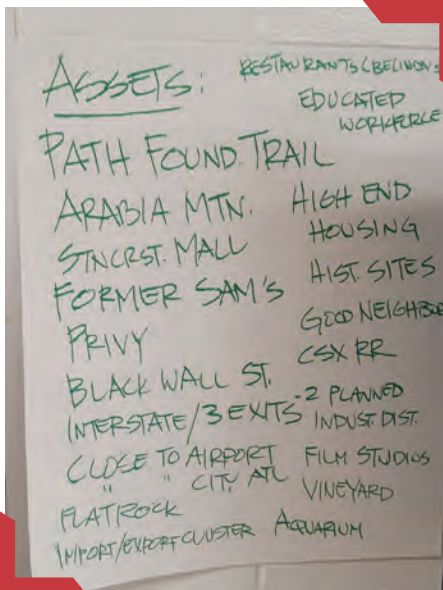 ASSETS:
PATH FOUND. TRAIL
ARABIA MTN.
STNCRST. MALL
FORMER SAM'S
PRIVY
BLACK WALL ST.
INTERSTATE/3 EXITS
CLOSE TO AIRPORT
" " CITY ATL
FLATROCK
IMPORT/EXPORT CLUSTER
RESTAURANTS (
EDUCATED
WORKFORCE
HIGH END
HOUSING
HIST. SITES
GOOD NEIGHBOR
CSX RR
-2 PLANNED
INDUST. DIST.
FILM STUDIOS
VINEYARD
AQUARIUM